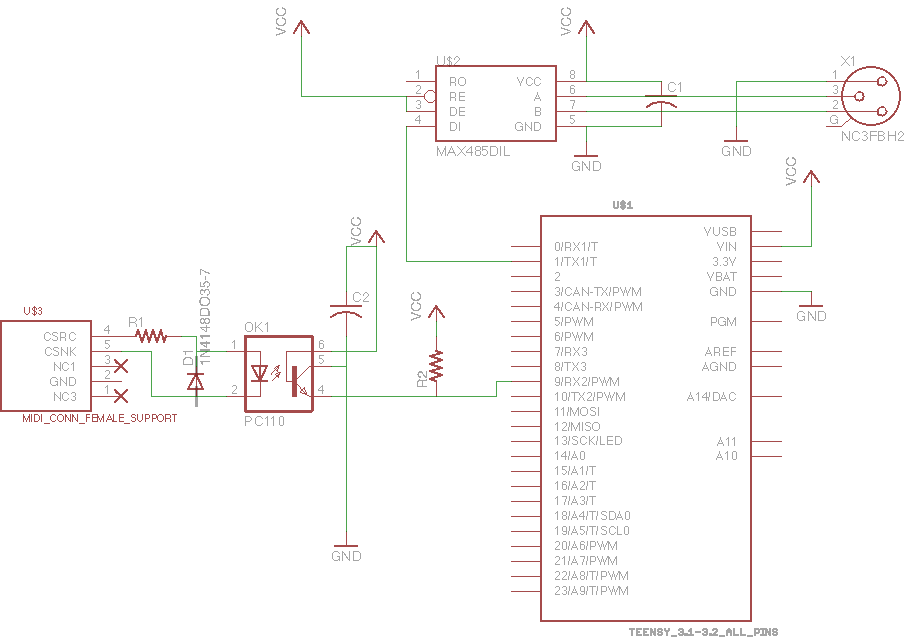 VCC
VCC
U$2
1 RO VCC 8
2 RE A 6
3 DE B 7
4 DI GND 5
MAX485DIL
GND
C1
GND
X1
1
3
2
G
NC3FBH2
VCC
U$1
VUSB
0/RX1/T VIN
1/TX1/T 3.3V
2 VBAT
3/CAN-TX/PWM GND
4/CAN-RX/PWM
5/PWM PGM
6/PWM
7/RX3 AREF
8/TX3 AGND
9/RX2/PWM
10/TX2/PWM A14/DAC
11/MOSI
12/MISO
13/SCK/LED A11
14/A0 A10
15/A1/T
16/A2/T
17/A3/T
18/A4/T/SDA0
19/A5/T/SCL0
20/A6/PWM
21/A7/PWM
22/A8/T/PWM
23/A9/T/PWM
TEENSY_3.1-3.2_ALL_PINS
GND
VCC
C2
VCC
R2
U$3
CSRC 4
CSNK 5
NC1 3
GND 2
NC3 1
MIDI_CONN_FEMALE_SUPPORT
R1
D1
1N4148DO35-7
OK1
1
2
6
5
4
PC110
GND